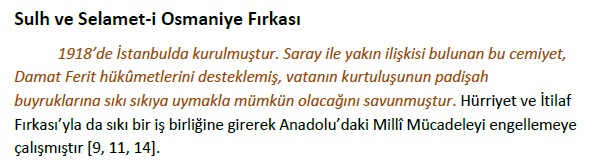 Sulh ve Selamet-i Osmaniye Fırkası
1918'de İstanbulda kurulmuştur. Saray ile yakın ilişkisi bulunan bu cemiyet,
Damat Ferit hükûmetlerini desteklemiş, vatanın kurtuluşunun padişah
buyruklarına sıkı sıkıya uymakla mümkün olacağını savunmuştur. Hürriyet ve İtilaf
Fırkası'yla da sıkı bir iş birliğine girerek Anadolu'daki Millî Mücadeleyi engellemeye
çalışmıştır [9, 11, 14].